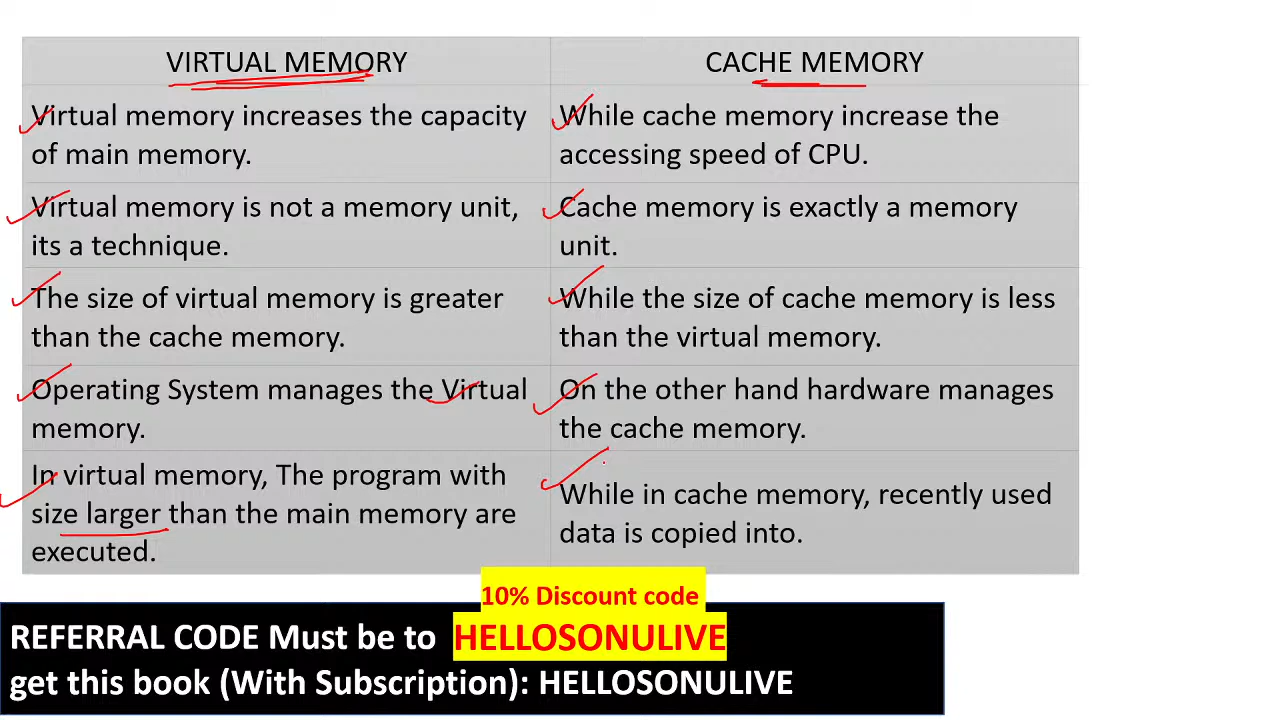 VIRTUAL MEMORY
CACHE MEMORY
Virtual memory increases the capacity
of main memory.
While cache memory increase the
accessing speed of CPU.
Virtual memory is not a memory unit,
its a technique.
Cache memory is exactly a memory
unit.
The size of virtual memory is greater
than the cache memory.
While the size of cache memory is less
than the virtual memory.
Operating System manages the Virtual
memory.
On the other hand hardware manages
the cache memory.
In virtual memory, The program with
size larger than the main memory are
executed.
While in cache memory, recently used
data is copied into.
10% Discount code
REFERRAL CODE Must be to HELLOSONULIVE
get this book (With Subscription): HELLOSONULIVE